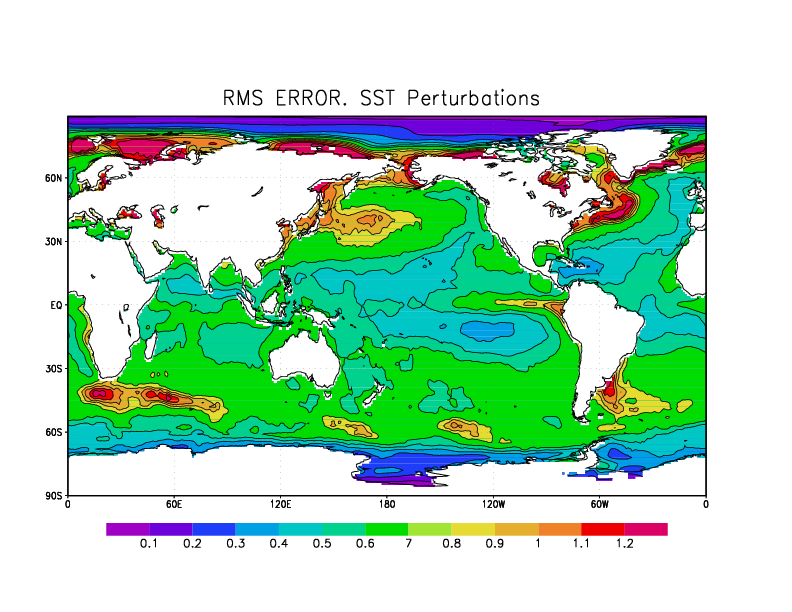 RMS ERROR. SST Perturbations
60N
30N
EQ
30S
60S
90S
0 60E 120E 180 120W 60W 0
0.1 0.2 0.3 0.4 0.5 0.6 7 0.8 0.9 1 1.1 1.2